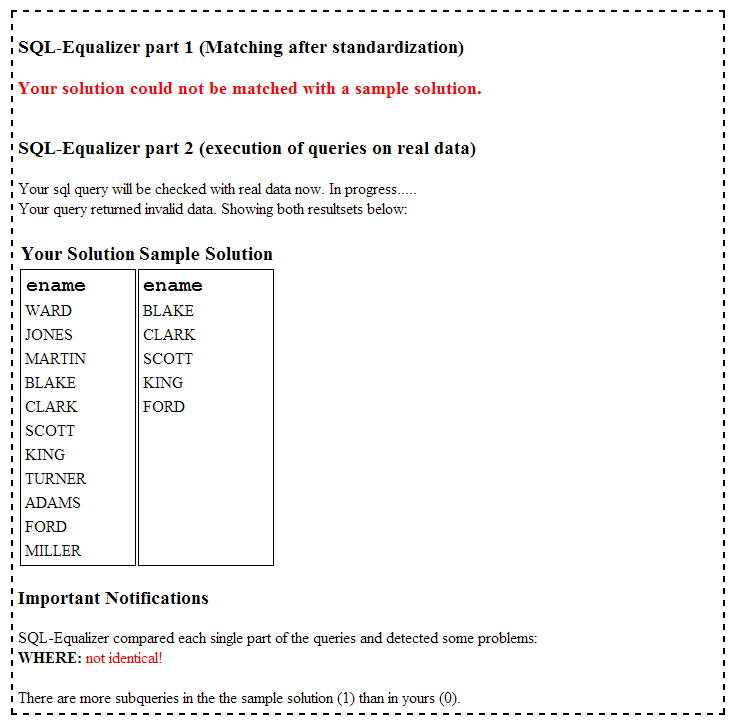 SQL-Equalizer part 1 (Matching after standardization)
Your solution could not be matched with a sample solution.
SQL-Equalizer part 2 (execution of queries on real data)
Your sql query will be checked with real data now. In progress.....
Your query returned invalid data. Showing both resultsets below:
Your Solution Sample Solution
ename ename
WARD BLAKE
JONES CLARK
MARTIN SCOTT
BLAKE KING
CLARK FORD
SCOTT
KING
TURNER
ADAMS
FORD
MILLER
Important Notifications
SQL-Equalizer compared each single part of the queries and detected some problems:
WHERE: not identical!
There are more subqueries in the the sample solution (1) than in yours (0).